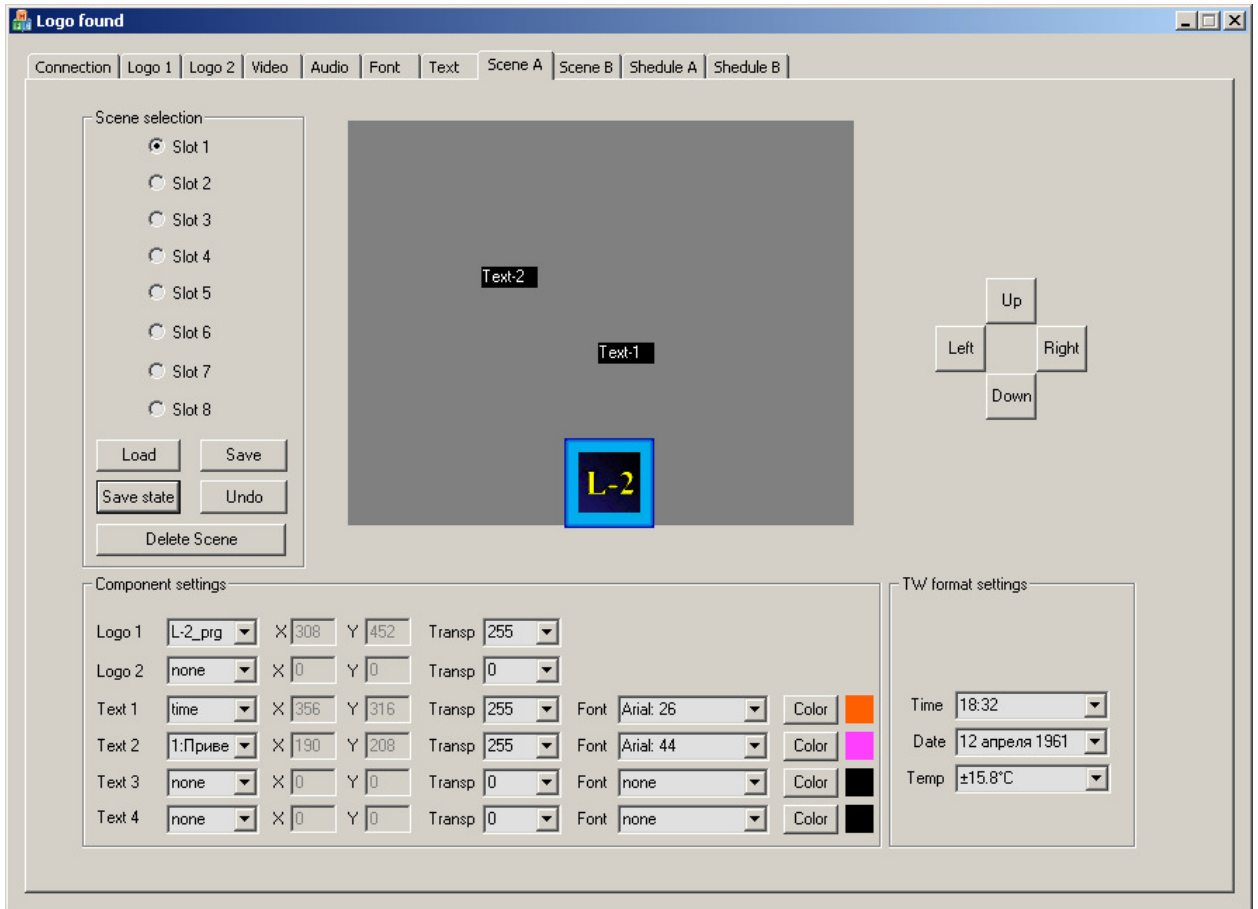 Logo found
Connection Logo 1 Logo 2 Video Audio Font Text Scene A Scene B Shedule A Shedule B
Scene selection
Slot 1
Slot 2
Slot 3
Slot 4
Slot 5
Slot 6
Slot 7
Slot 8
Load Save
Save state Undo
Delete Scene
Text-2
Text-1
L-2
Up
Left Right
Down
Component settings
Logo 1 L-2_prg X 308 Y 452 Transp 255
Logo 2 none X 0 Y 0 Transp 0
Text 1 time X 356 Y 316 Transp 255 Font Arial: 26 Color
Text 2 1:Приве X 190 Y 208 Transp 255 Font Arial: 44 Color
Text 3 none X 0 Y 0 Transp 0 Font none Color
Text 4 none X 0 Y 0 Transp 0 Font none Color
TW format settings
Time 18:32
Date 12 апреля 1961
Temp ±15.8°C